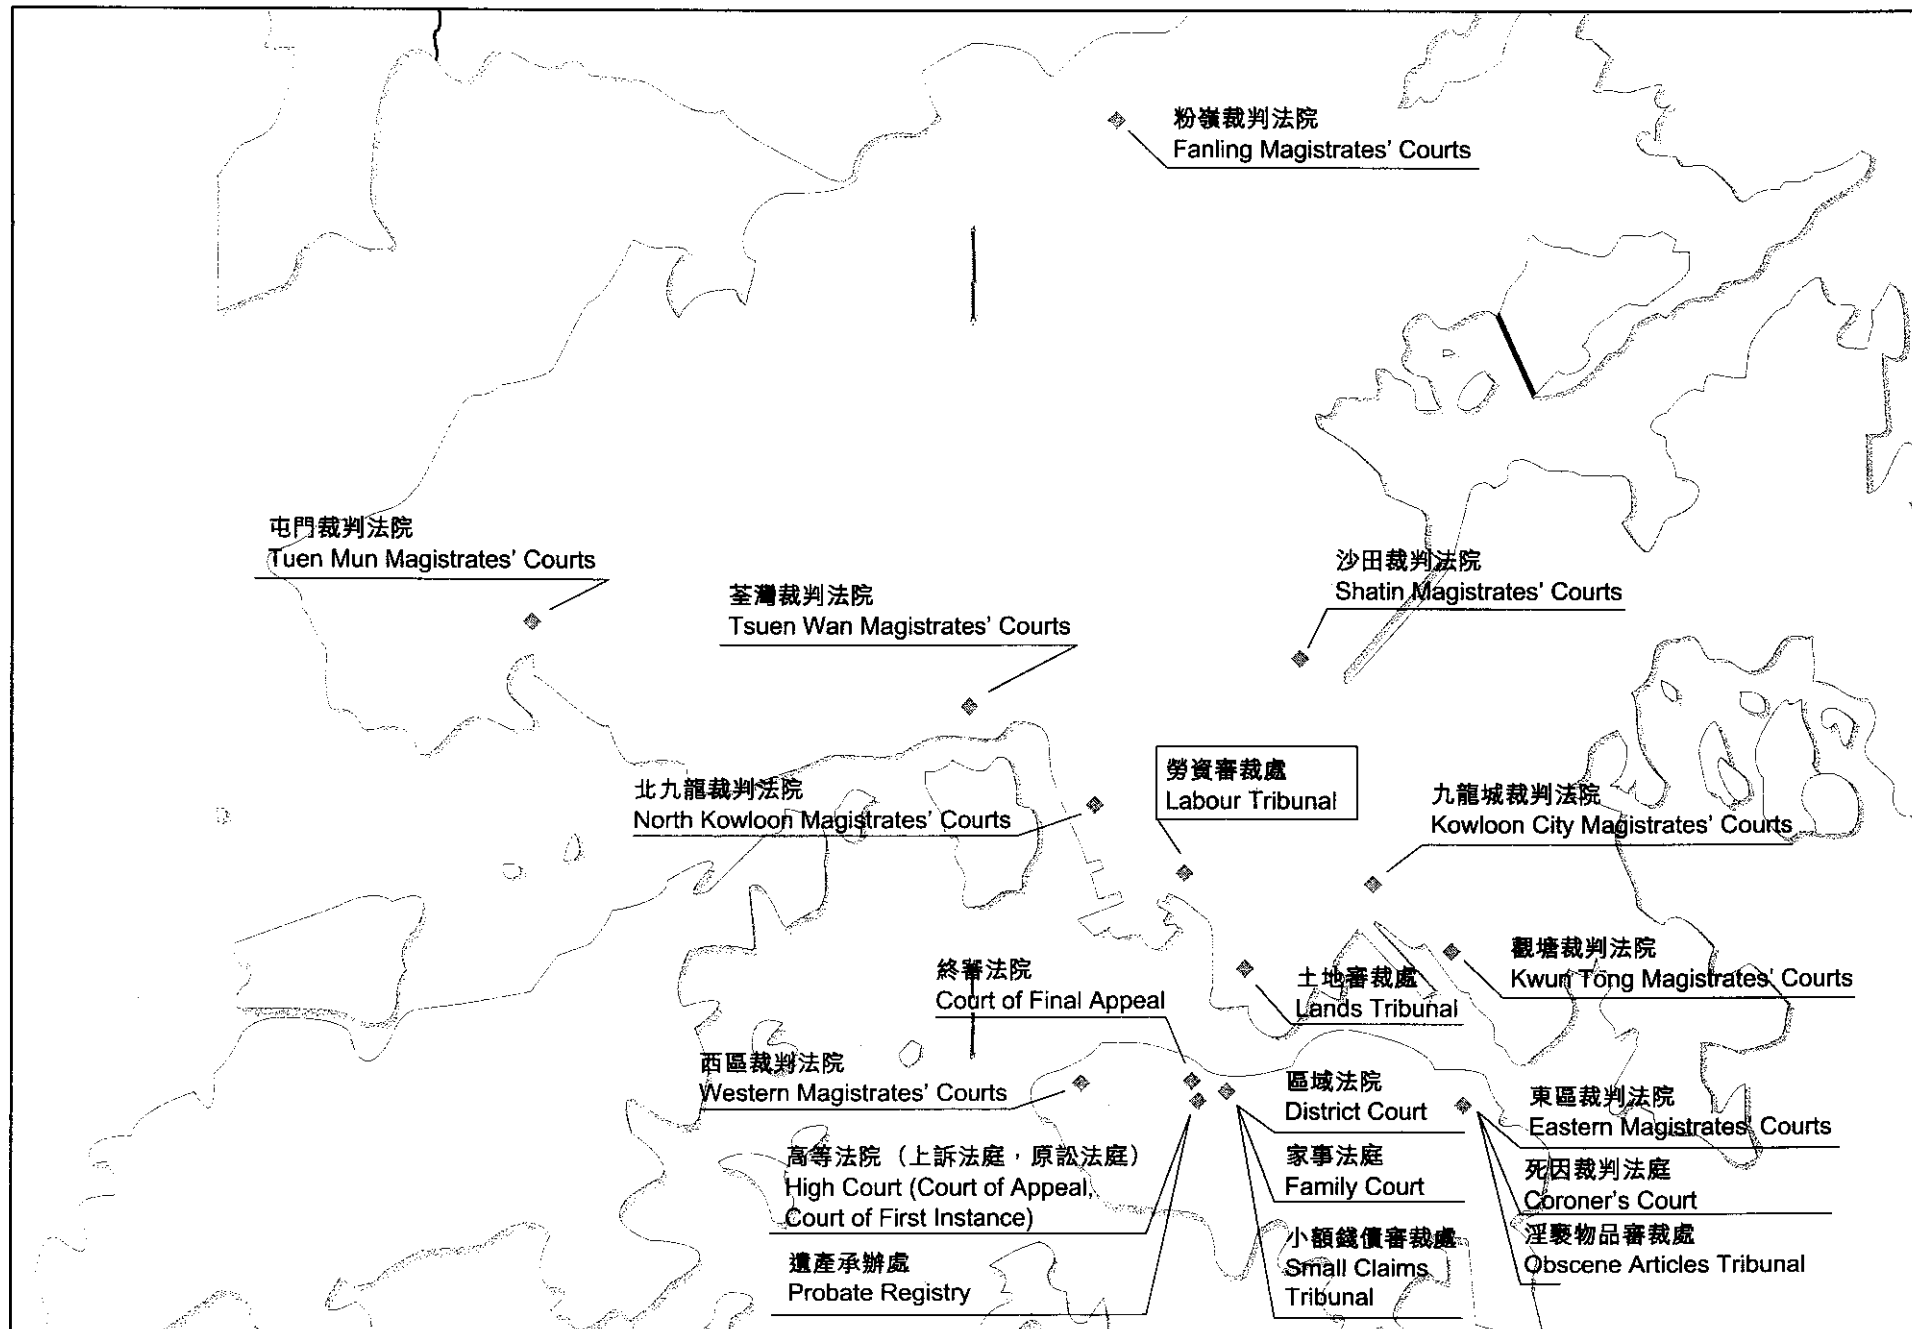 粉嶺裁判法院
Fanling Magistrates' Courts
屯門裁判法院
Tuen Mun Magistrates' Courts
荃灣裁判法院
Tsuen Wan Magistrates' Courts
沙田裁判法院
Shatin Magistrates' Courts
北九龍裁判法院
North Kowloon Magistrates' Courts
勞資審裁處
Labour Tribunal
九龍城裁判法院
Kowloon City Magistrates' Courts
終審法院
Court of Final Appeal
土地審裁處
Lands Tribunal
觀塘裁判法院
Kwun Tong Magistrates' Courts
西區裁判法院
Western Magistrates' Courts
區域法院
District Court
東區裁判法院
Eastern Magistrates' Courts
高等法院（上訴法庭，原訟法庭）
High Court (Court of Appeal,
Court of First Instance)
家事法庭
Family Court
死因裁判法庭
Coroner's Court
遺產承辦處
Probate Registry
小額錢債審裁處
Small Claims
Tribunal
淫褻物品審裁處
Obscene Articles Tribunal